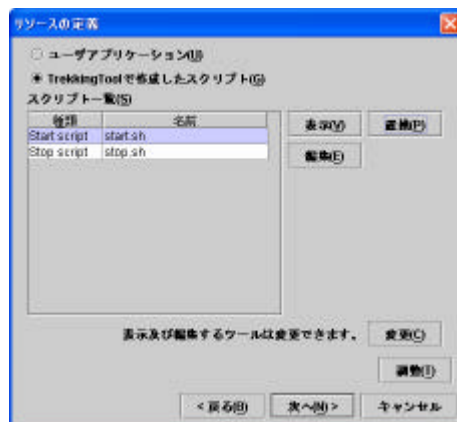 リソースの定義
ユーザアプリケーション(U)
TrekkingToolで作成したスクリプト(G)
スクリプト一覧(S)
種類 名前
Start script start.sh
Stop script stop.sh
表示(V) 置換(P)
編集(E)
表示及び編集するツールは変更できます。 変更(C)
調整(T)
< 戻る(B) 次へ(N) > キャンセル